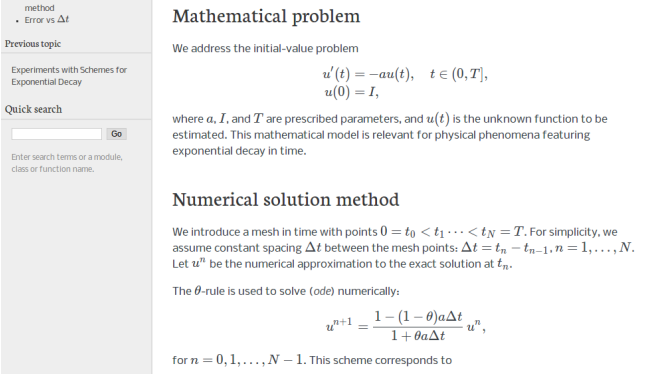 method
• Error vs Δt
Previous topic
Experiments with Schemes for
Exponential Decay
Quick search
Go
Enter search terms or a module,
class or function name.
Mathematical problem
We address the initial-value problem
u′(t) = −au(t),  t ∈ (0, T],
u(0) = I,
where a, I, and T are prescribed parameters, and u(t) is the unknown function to be
estimated. This mathematical model is relevant for physical phenomena featuring
exponential decay in time.
Numerical solution method
We introduce a mesh in time with points 0 = t₀ < t₁ ⋯ < t_N = T. For simplicity, we
assume constant spacing Δt between the mesh points: Δt = tₙ − tₙ₋₁, n = 1, …, N.
Let uⁿ be the numerical approximation to the exact solution at tₙ.
The θ-rule is used to solve (ode) numerically:
uⁿ⁺¹ = (1 − (1 − θ)aΔt)/(1 + θaΔt) uⁿ,
for n = 0, 1, …, N − 1. This scheme corresponds to